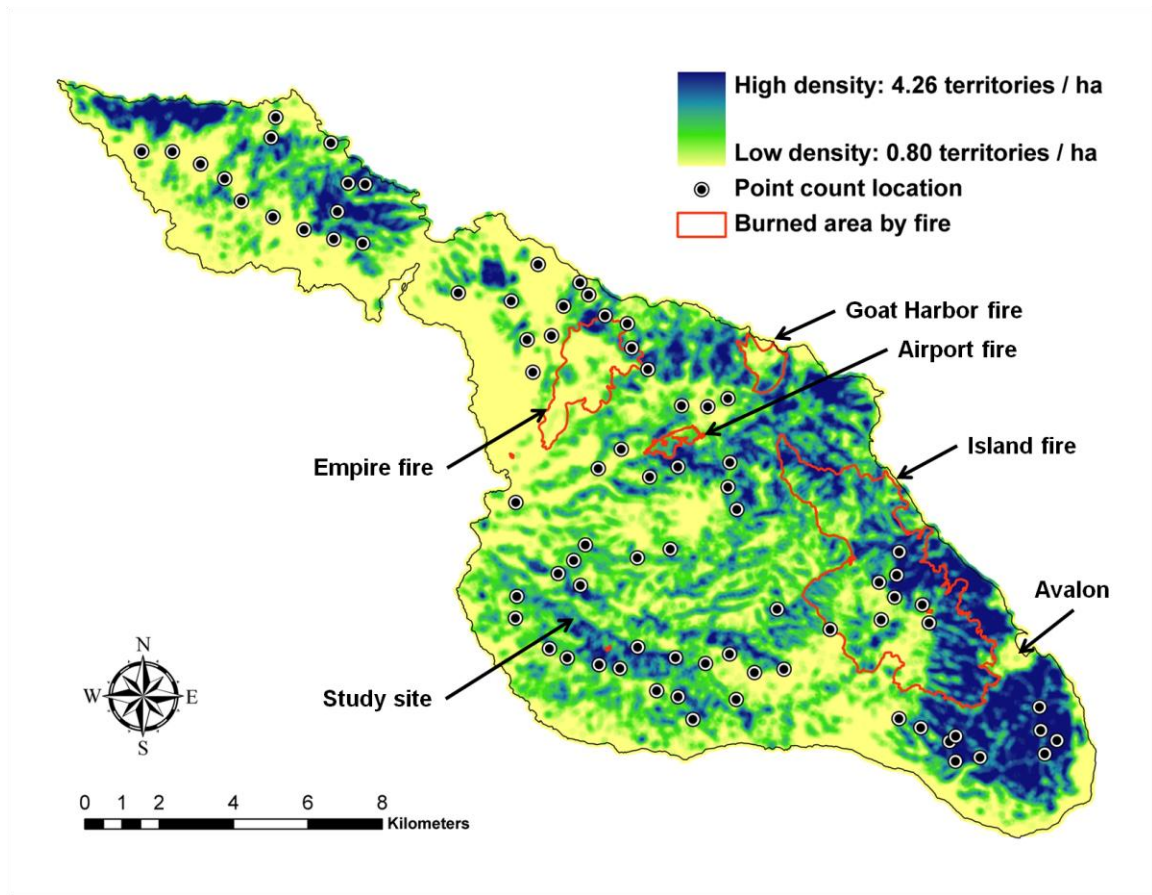 High density: 4.26 territories / ha
Low density: 0.80 territories / ha
Point count location
Burned area by fire
Goat Harbor fire
Airport fire
Island fire
Empire fire
Avalon
Study site
N
W E
S
0 1 2 4 6 8
Kilometers